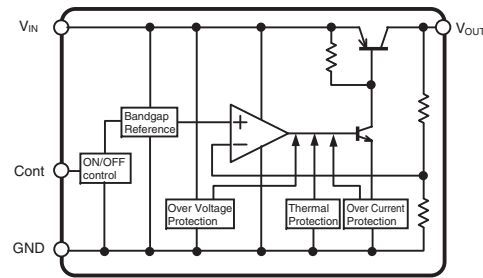 VIN
VOUT
Bandgap
Reference
+
−
Cont
ON/OFF
control
Over Voltage
Protection
Thermal
Protection
Over Current
Protection
GND